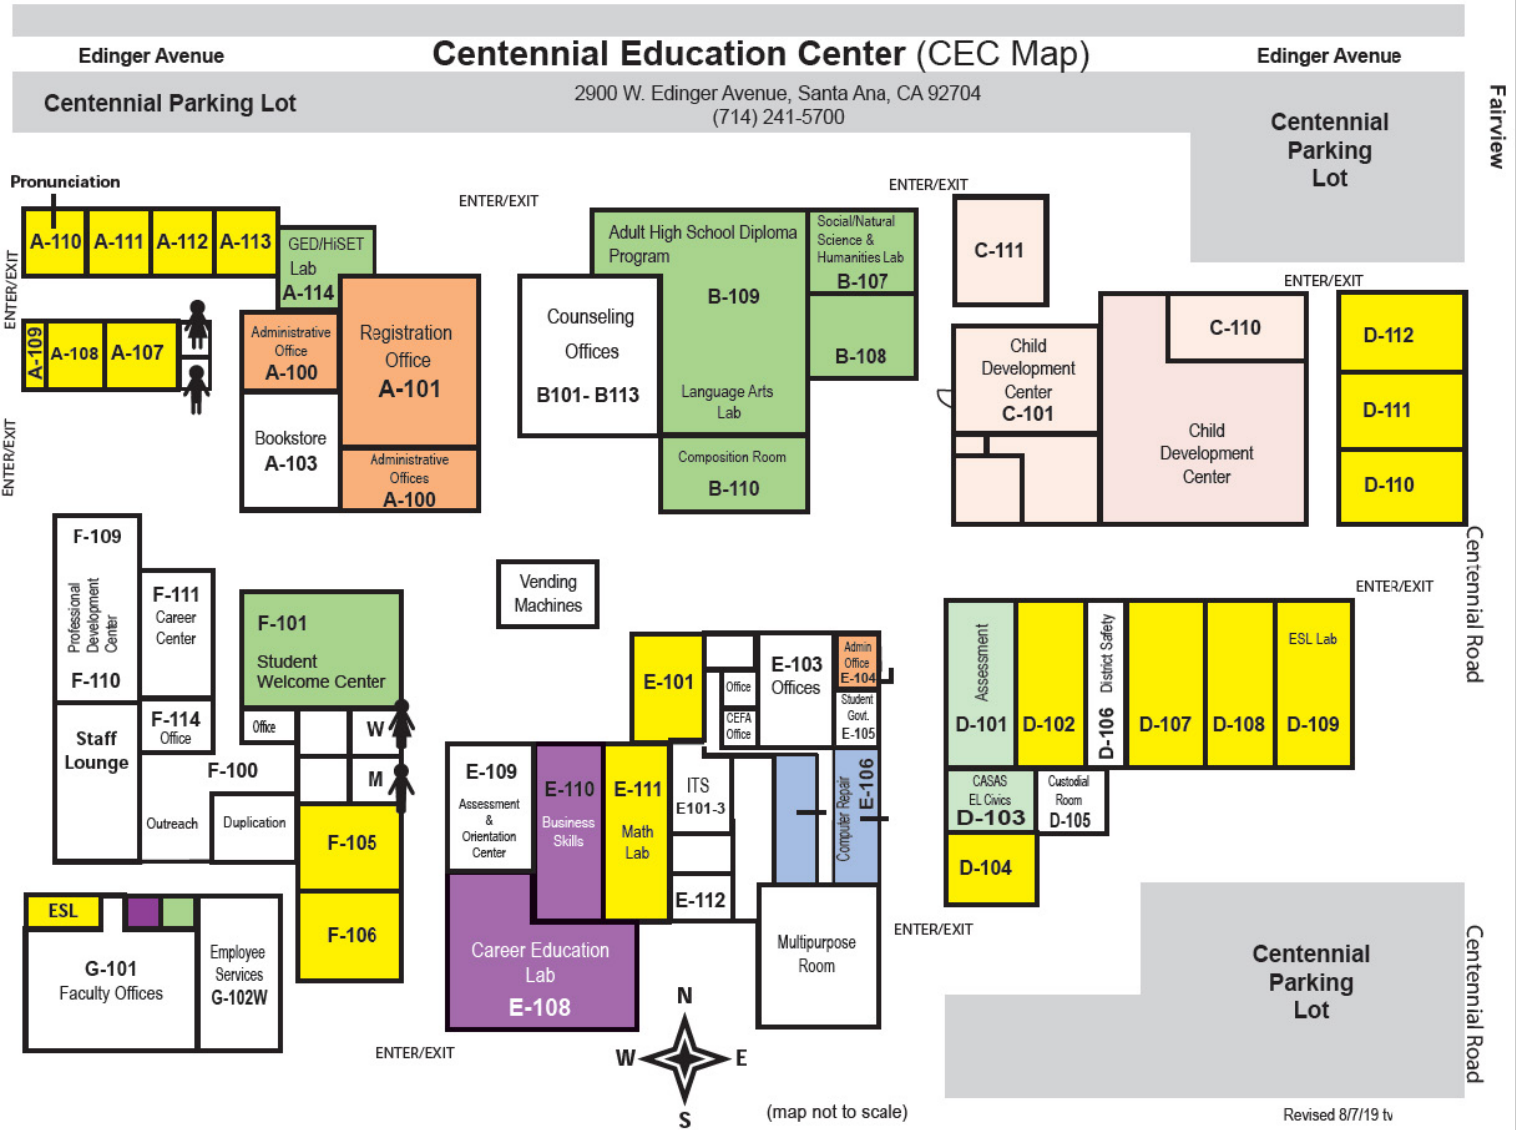 Edinger Avenue
Centennial Education Center (CEC Map)
Edinger Avenue
Centennial Parking Lot
2900 W. Edinger Avenue, Santa Ana, CA 92704
(714) 241-5700
Centennial
Parking
Lot
Fairview
Pronunciation
ENTER/EXIT
ENTER/EXIT
A-110
A-111
A-112
A-113
GED/HiSET
Lab
A-114
ENTER/EXIT
A-109
A-108
A-107
Administrative
Office
A-100
Registration
Office
A-101
Bookstore
A-103
Administrative
Offices
A-100
ENTER/EXIT
Counseling
Offices
B101- B113
Adult High School Diploma
Program
B-109
Language Arts
Lab
Social/Natural
Science &
Humanities Lab
B-107
B-108
Composition Room
B-110
C-111
Child
Development
Center
C-101
C-110
Child
Development
Center
ENTER/EXIT
D-112
D-111
D-110
Centennial Road
F-109
Professional
Development
Center
F-110
F-111
Career
Center
Staff
Lounge
F-114
Office
F-100
Outreach
Duplication
F-101
Student
Welcome Center
Office
W
M
F-105
F-106
Vending
Machines
E-101
Office
CEFA
Office
E-103
Offices
Admin
Office
E-104
Student
Govt.
E-105
E-109
Assessment
&
Orientation
Center
E-110
Business
Skills
E-111
Math
Lab
ITS
E101-3
E-112
Computer Repair
E-106
Career Education
Lab
E-108
Multipurpose
Room
ENTER/EXIT
Assessment
D-101
D-102
District Safety
D-106
D-107
D-108
ESL Lab
D-109
CASAS
EL Civics
D-103
Custodial
Room
D-105
D-104
ENTER/EXIT
ESL
G-101
Faculty Offices
Employee
Services
G-102W
ENTER/EXIT
N
W
E
S
(map not to scale)
Centennial
Parking
Lot
Centennial Road
Revised 8/7/19 tv